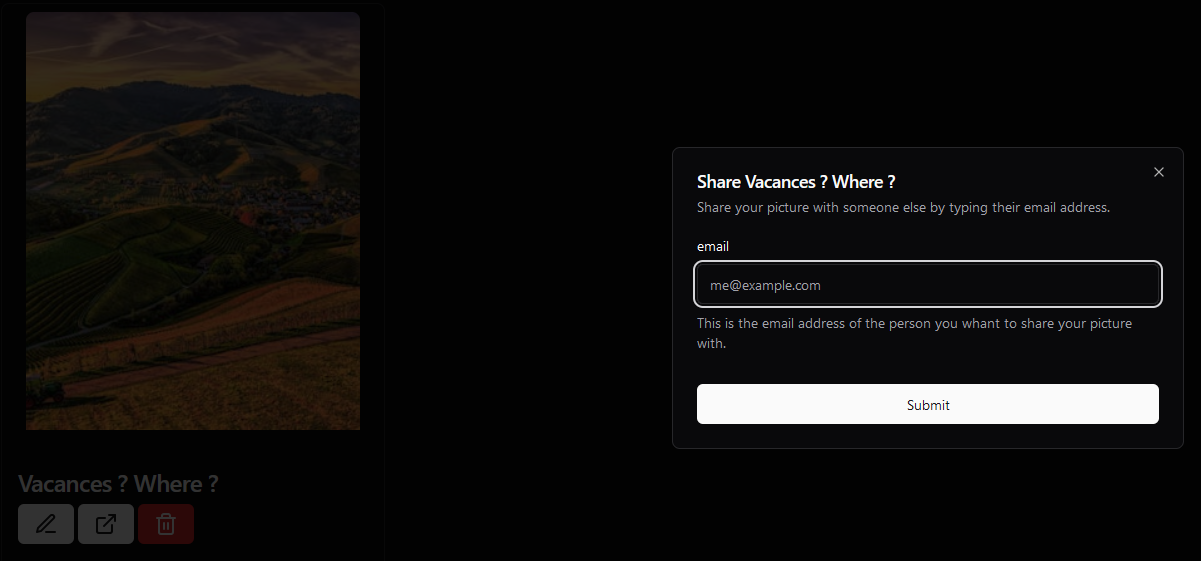 Share Vacances ? Where ?
Share your picture with someone else by typing their email address.
email
me@example.com
This is the email address of the person you whant to share your picture
with.
Submit
Vacances ? Where ?